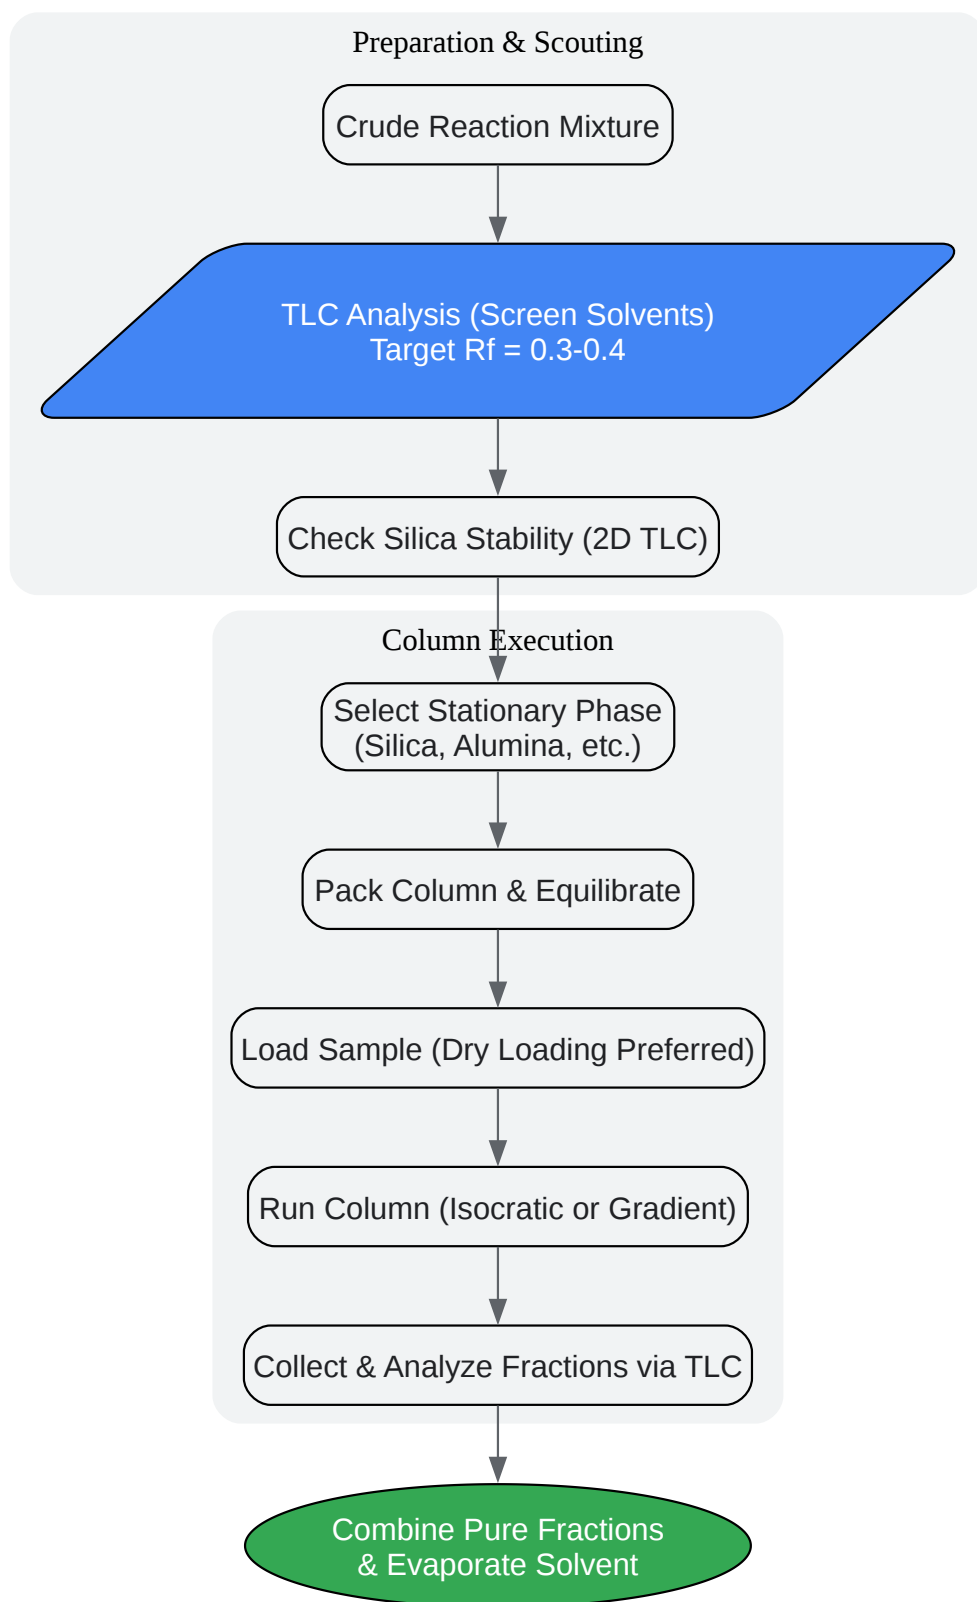 Preparation & Scouting
Crude Reaction Mixture
TLC Analysis (Screen Solvents)
Target Rf = 0.3-0.4
Check Silica Stability (2D TLC)
Column Execution
Select Stationary Phase
(Silica, Alumina, etc.)
Pack Column & Equilibrate
Load Sample (Dry Loading Preferred)
Run Column (Isocratic or Gradient)
Collect & Analyze Fractions via TLC
Combine Pure Fractions
& Evaporate Solvent